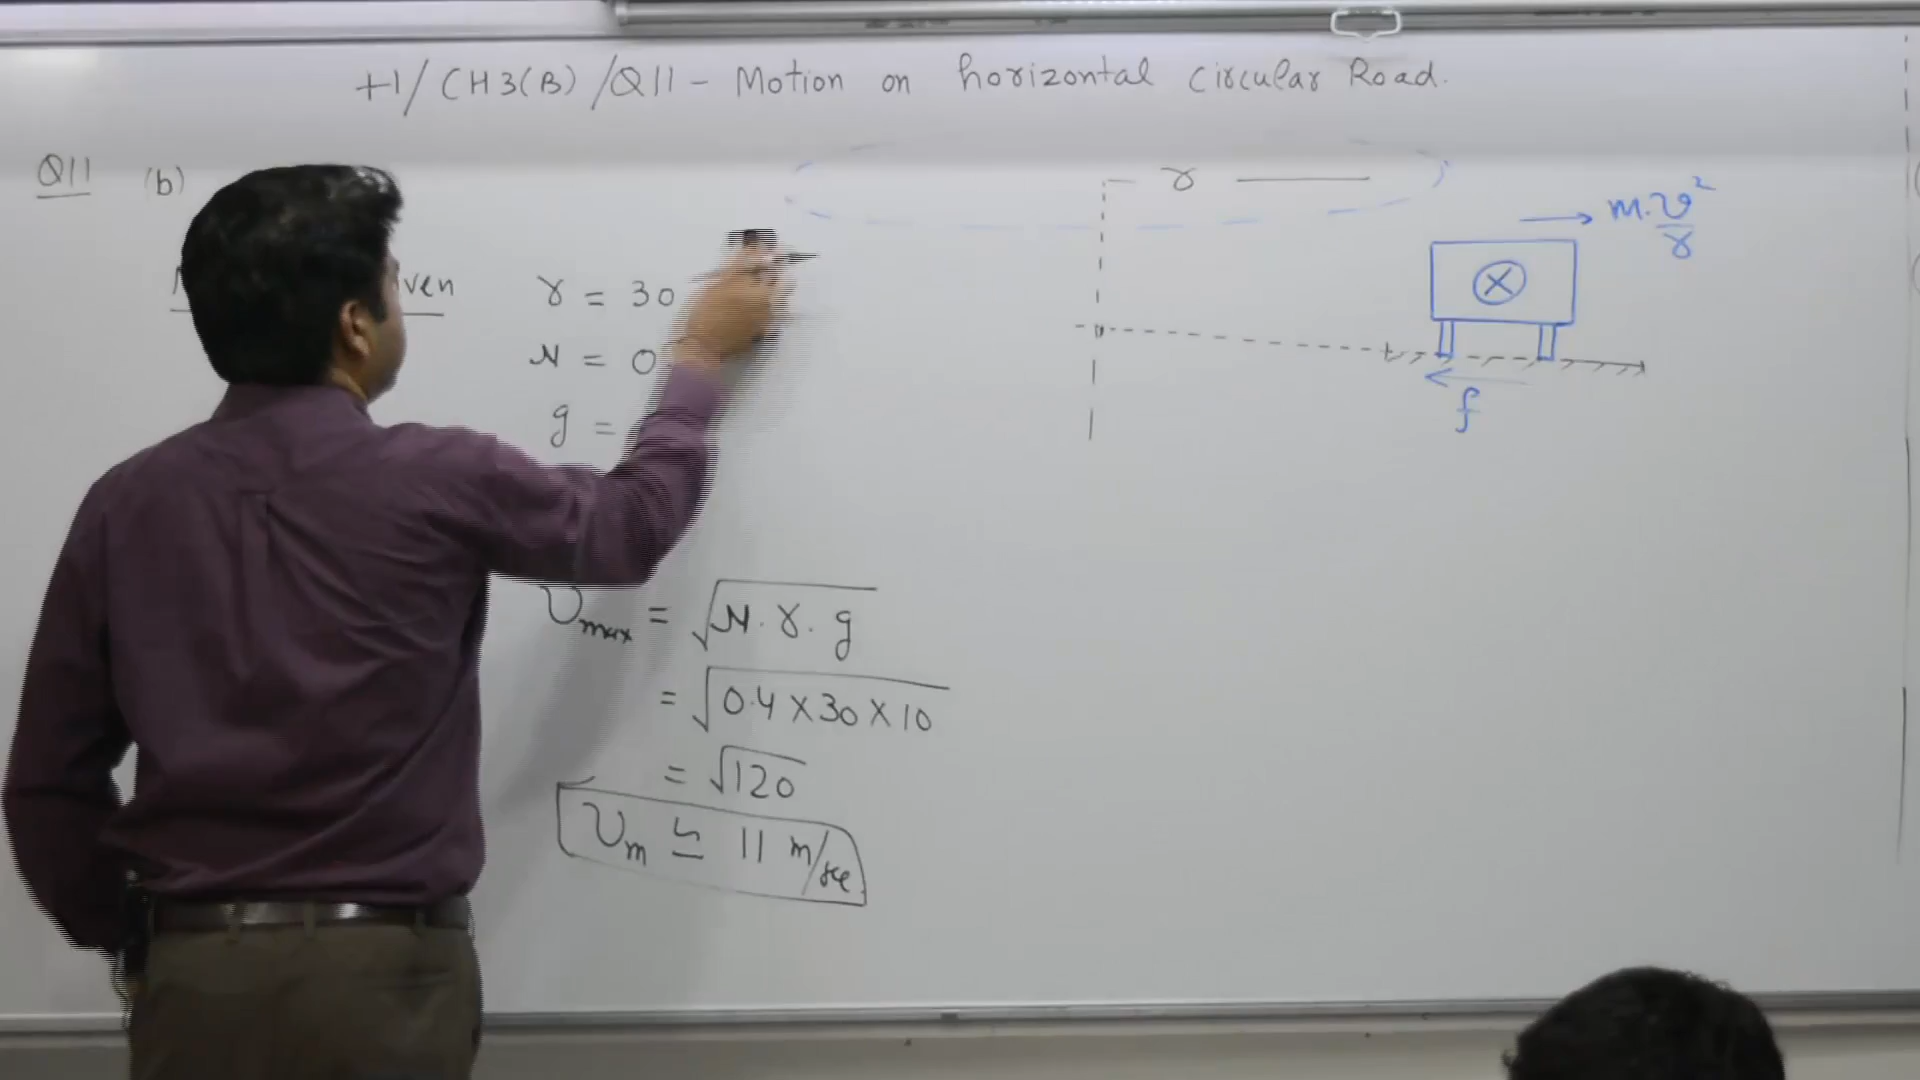 +1/CH3(B)/Q11 - Motion on horizontal Circular Road.
Q11 (b)
r
m.v²/r
r = 30
μ = 0
g =
f
v_max = √μ.r.g
= √0.4 X 30 X 10
= √120
v_m ≃ 11 m/sec